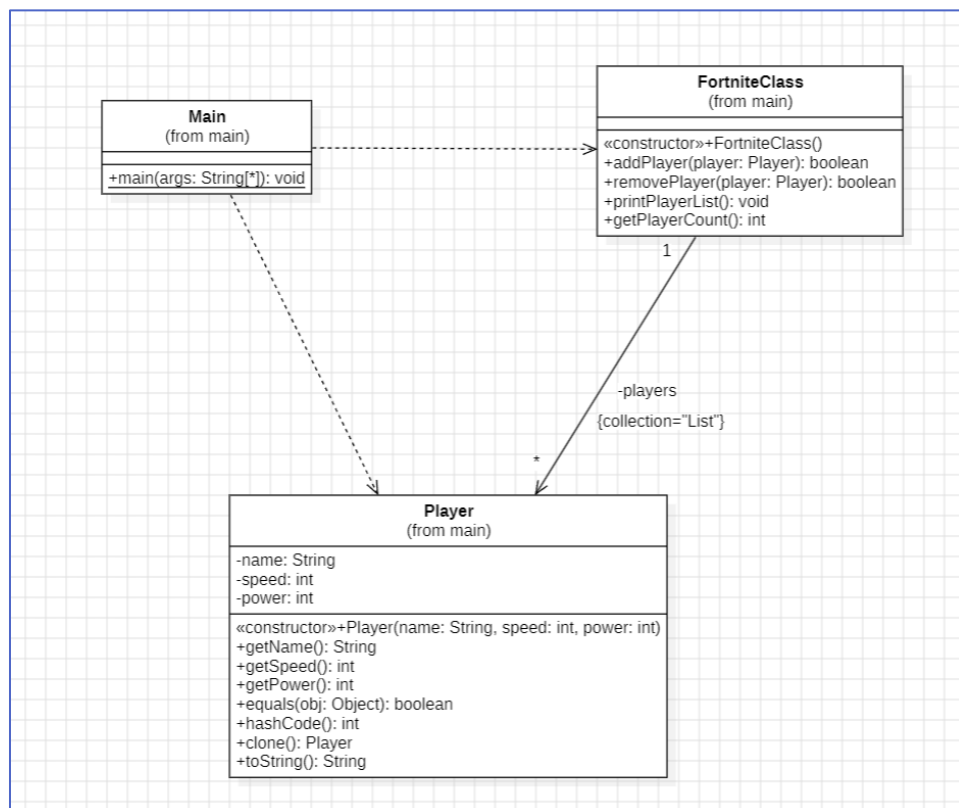 Main
(from main)
+main(args: String[*]): void
FortniteClass
(from main)
«constructor»+FortniteClass()
+addPlayer(player: Player): boolean
+removePlayer(player: Player): boolean
+printPlayerList(): void
+getPlayerCount(): int
1
-players
{collection="List"}
*
Player
(from main)
-name: String
-speed: int
-power: int
«constructor»+Player(name: String, speed: int, power: int)
+getName(): String
+getSpeed(): int
+getPower(): int
+equals(obj: Object): boolean
+hashCode(): int
+clone(): Player
+toString(): String